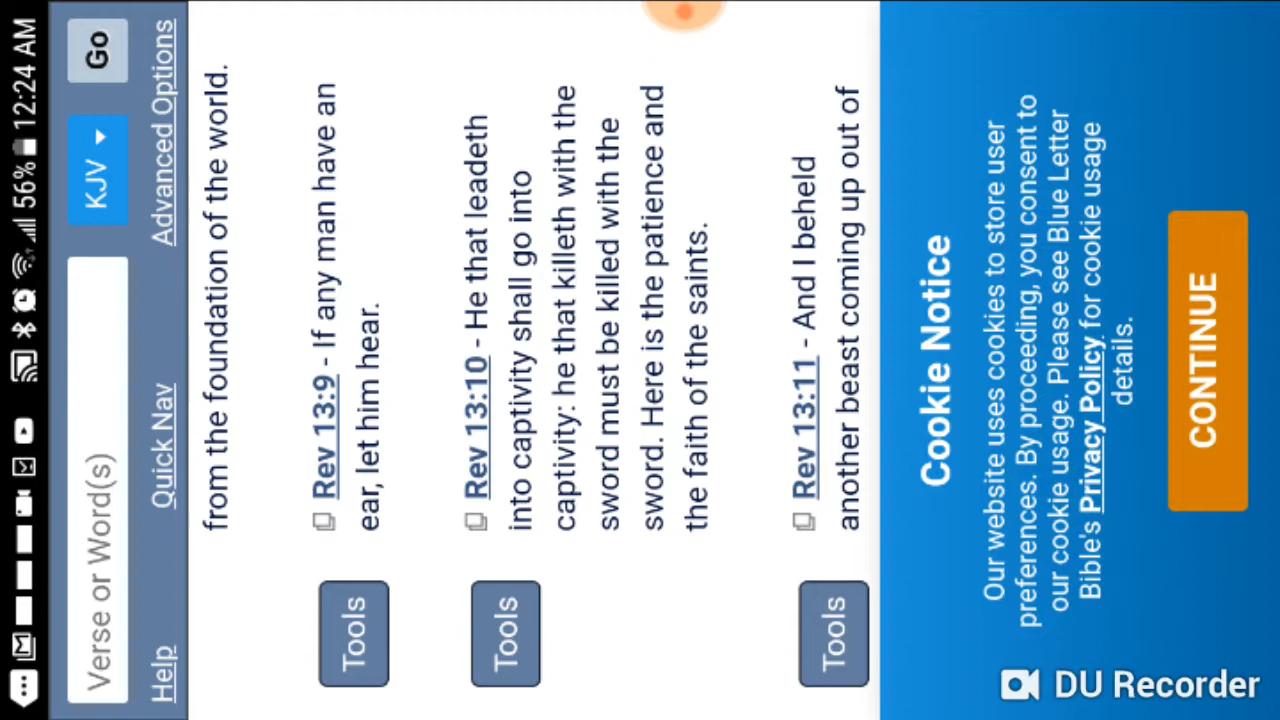 56% 12:24 AM
Verse or Word(s) KJV Go
Help Quick Nav Advanced Options
from the foundation of the world.
Tools Rev 13:9 - If any man have an
ear, let him hear.
Tools Rev 13:10 - He that leadeth
into captivity shall go into
captivity: he that killeth with the
sword must be killed with the
sword. Here is the patience and
the faith of the saints.
Tools Rev 13:11 - And I beheld
another beast coming up out of
Cookie Notice
Our website uses cookies to store user
preferences. By proceeding, you consent to
our cookie usage. Please see Blue Letter
Bible's Privacy Policy for cookie usage
details.
CONTINUE
DU Recorder